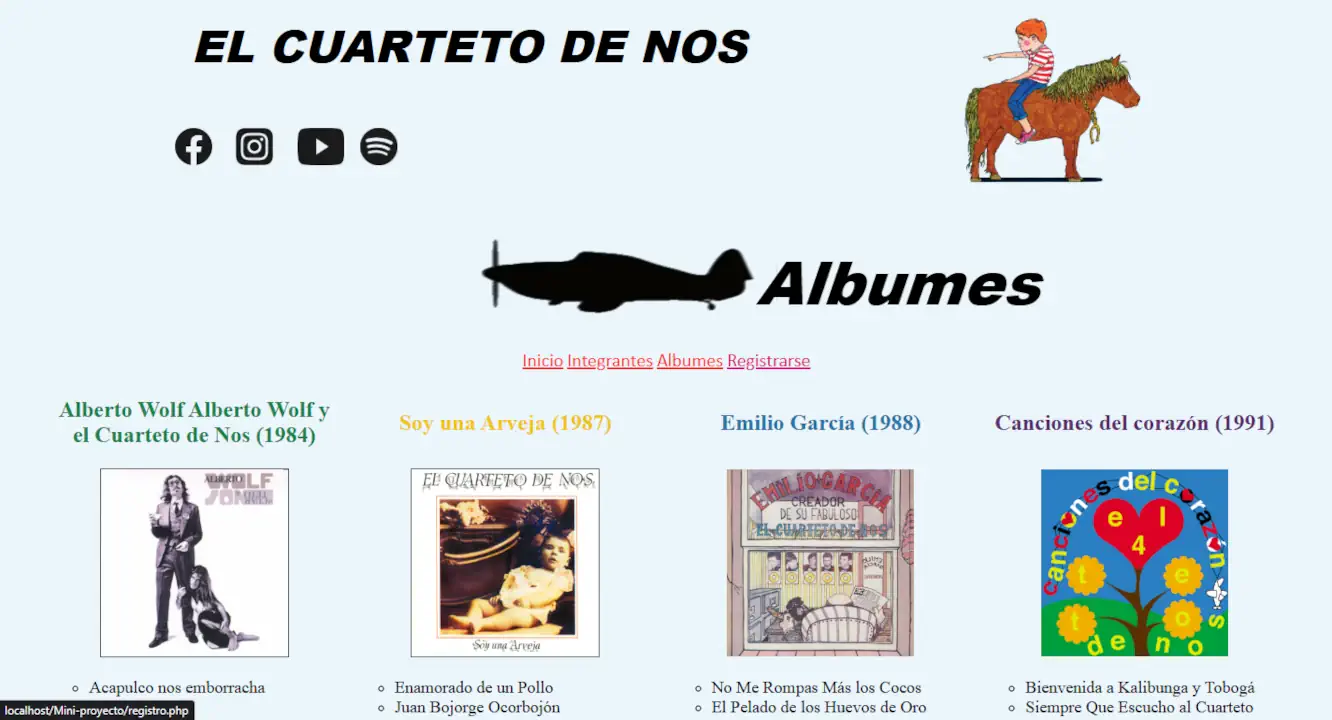 EL CUARTETO DE NOS
Albumes
Inicio Integrantes Albumes Registrarse
Alberto Wolf Alberto Wolf y
el Cuarteto de Nos (1984)
Soy una Arveja (1987)
Emilio García (1988)
Canciones del corazón (1991)
ALBERTO WOLF
EL CUARTETO DE NOS
Soy una Arveja
EMILIO GARCIA
CREADOR
DE SU FABULOSO
EL CUARTETO DE NOS
canciones del corazón
el
4
t e
t o
de nos
Acapulco nos emborracha
Enamorado de un Pollo
Juan Bojorge Ocorbojón
No Me Rompas Más los Cocos
El Pelado de los Huevos de Oro
Bienvenida a Kalibunga y Tobogá
Siempre Que Escucho al Cuarteto
localhost/Mini-proyecto/registro.php